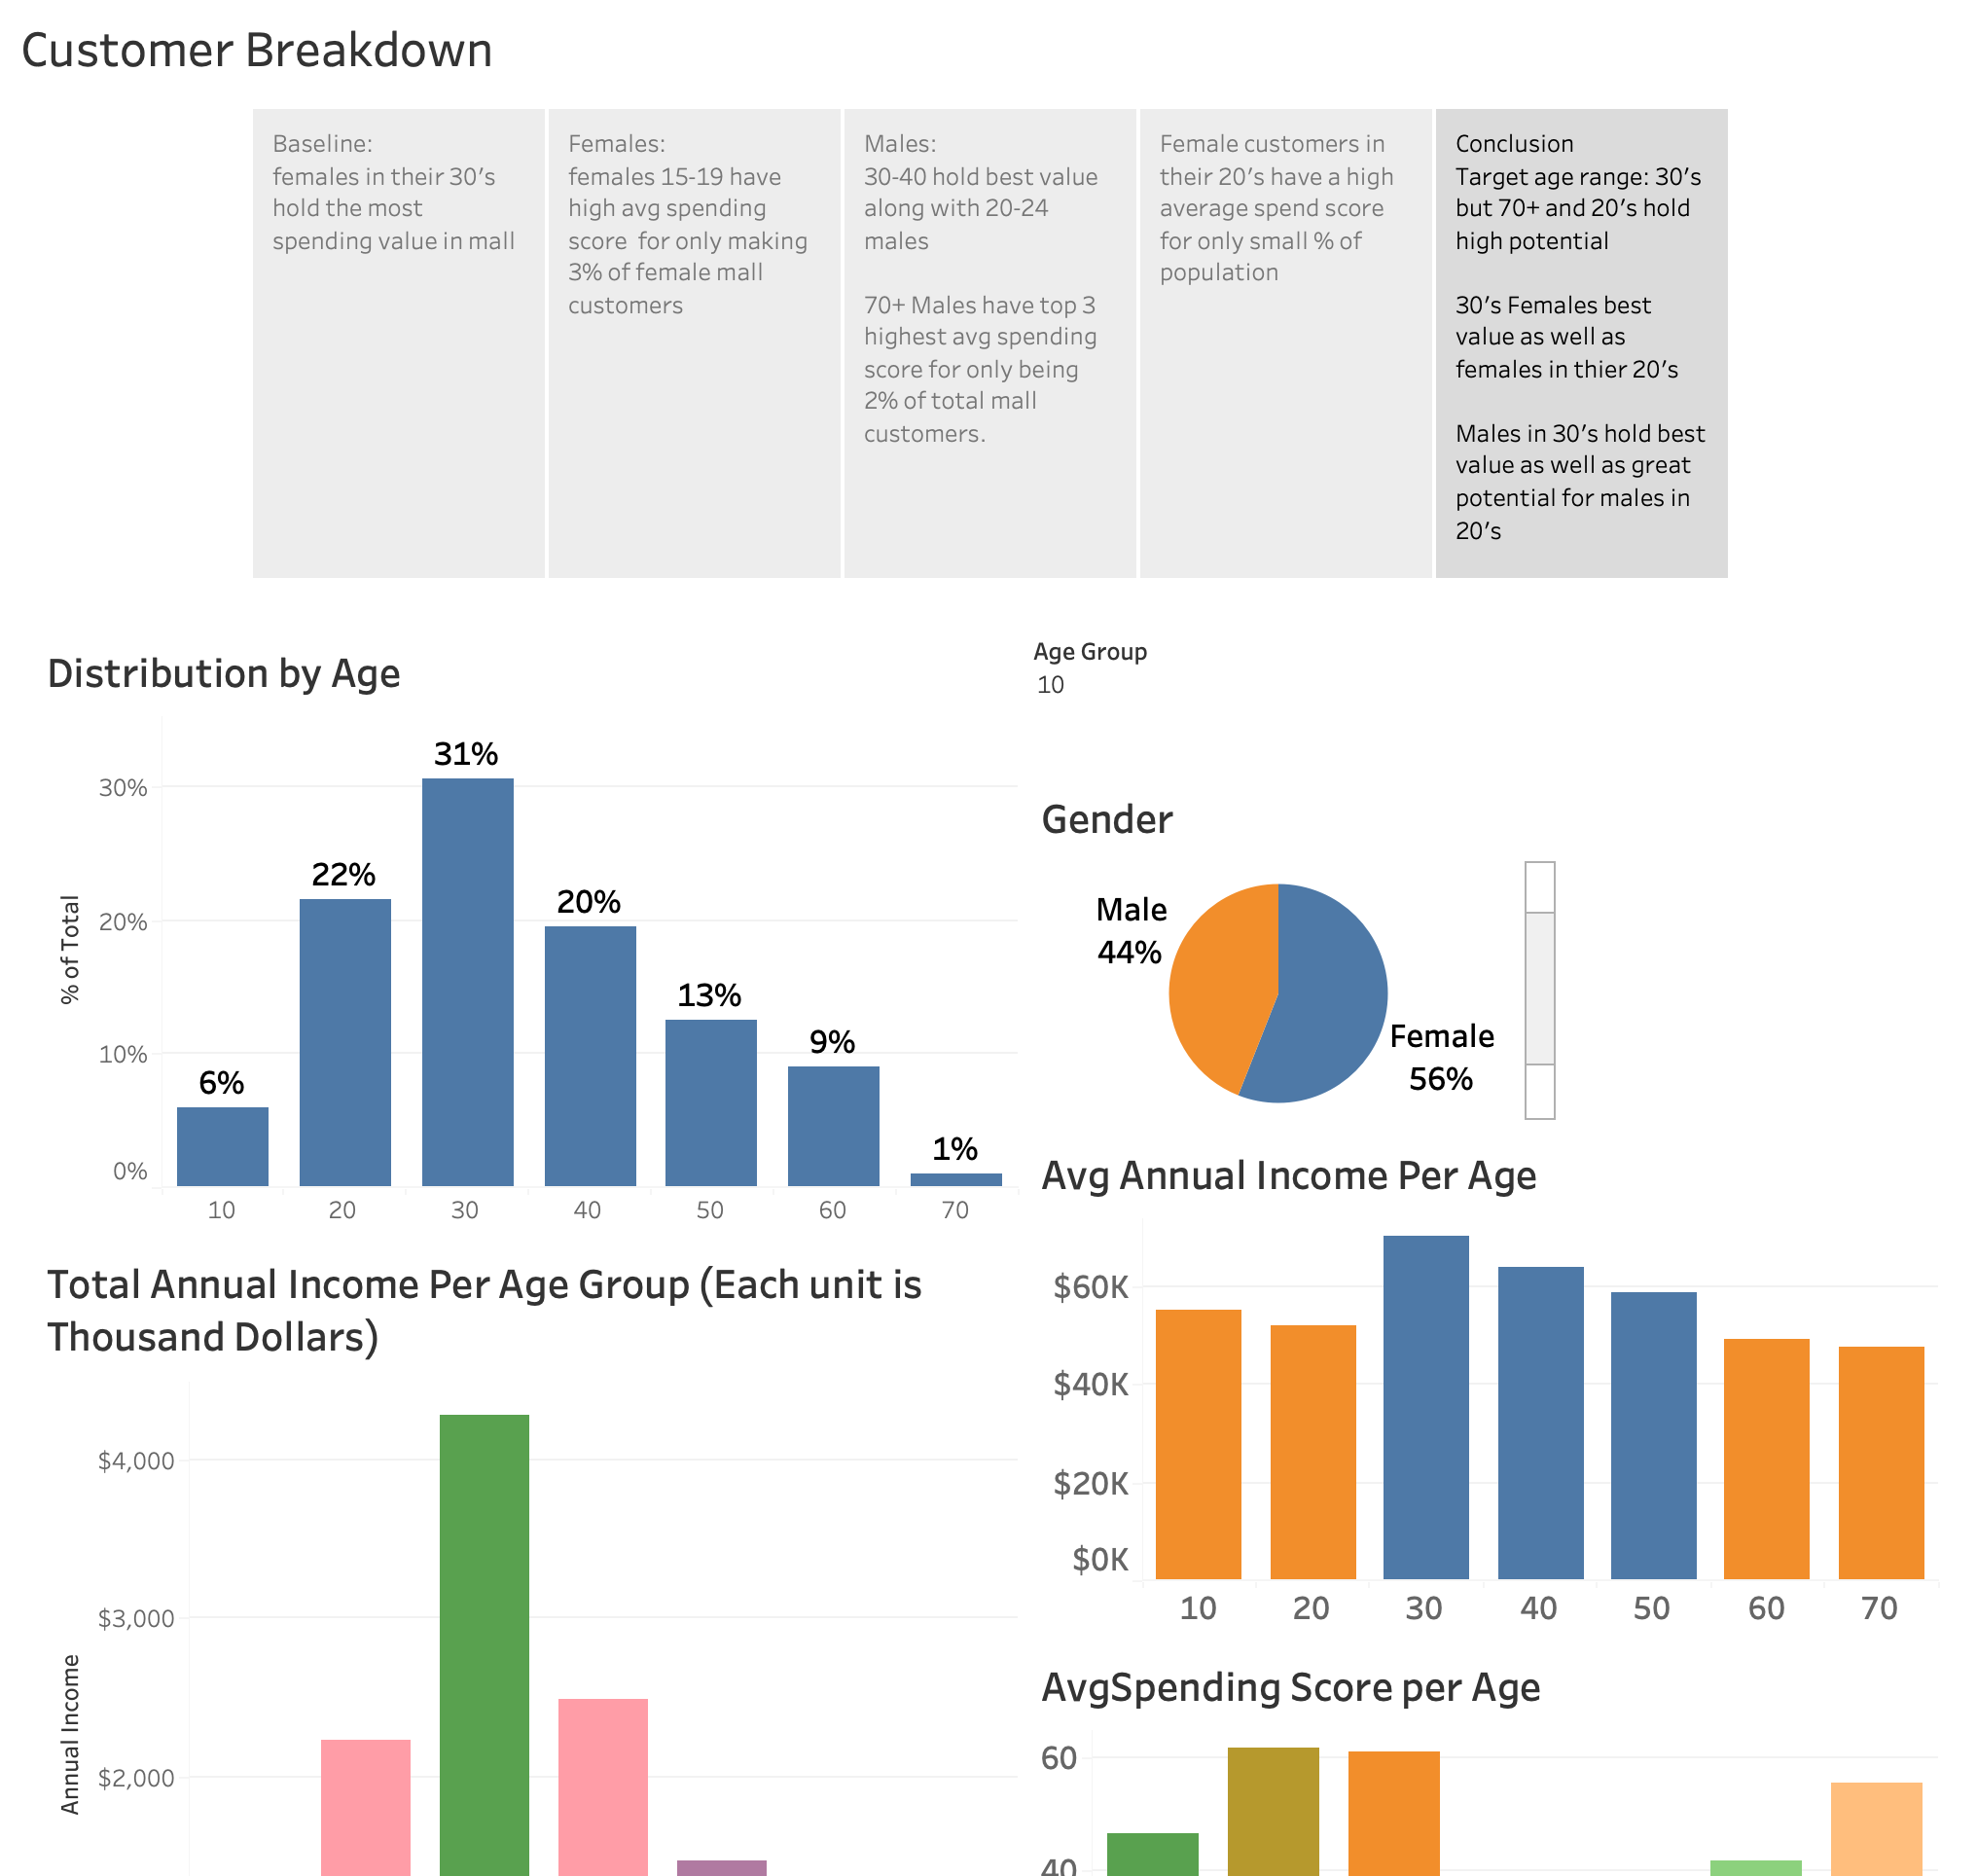 Customer Breakdown
Baseline:
females in their 30's
hold the most
spending value in mall
Females:
females 15-19 have
high avg spending
score  for only making
3% of female mall
customers
Males:
30-40 hold best value
along with 20-24
males
70+ Males have top 3
highest avg spending
score for only being
2% of total mall
customers.
Female customers in
their 20's have a high
average spend score
for only small % of
population
Conclusion
Target age range: 30's
but 70+ and 20's hold
high potential
30's Females best
value as well as
females in thier 20's
Males in 30's hold best
value as well as great
potential for males in
20's
Distribution by Age
% of Total
30%
20%
10%
0%
6%
22%
31%
20%
13%
9%
1%
10 20 30 40 50 60 70
Age Group
10
Gender
Male
44%
Female
56%
Total Annual Income Per Age Group (Each unit is
Thousand Dollars)
Annual Income
$4,000
$3,000
$2,000
Avg Annual Income Per Age
$60K
$40K
$20K
$0K
10 20 30 40 50 60 70
AvgSpending Score per Age
60
40